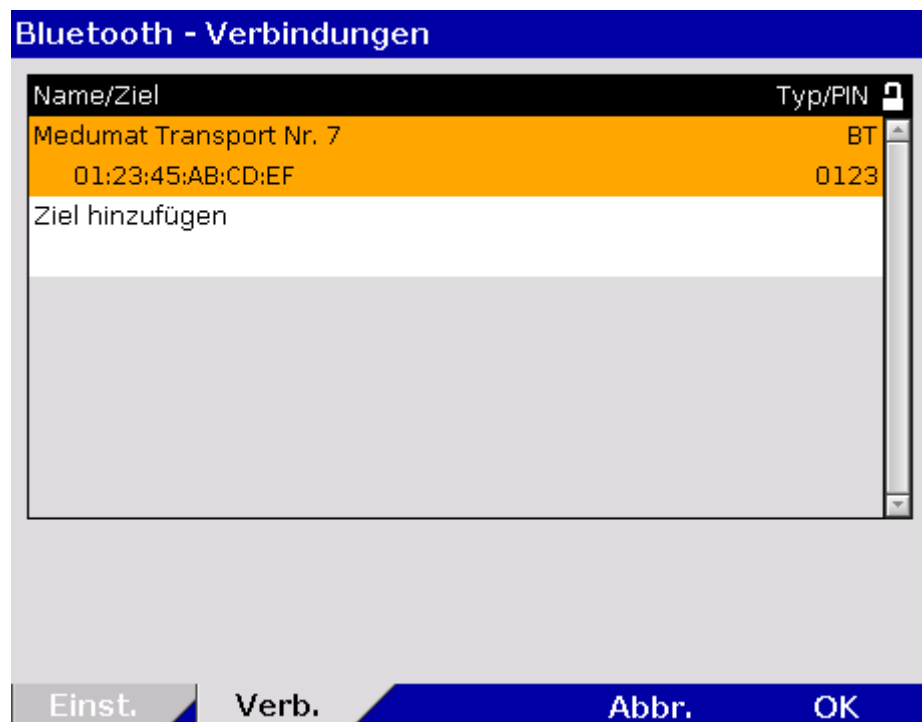 Bluetooth - Verbindungen
Name/Ziel Typ/PIN
Medumat Transport Nr. 7 BT
01:23:45:AB:CD:EF 0123
Ziel hinzufügen
Einst. Verb. Abbr. OK